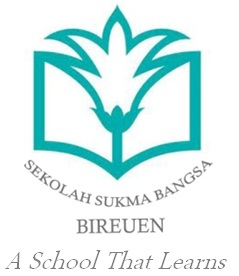 SEKOLAH SUKMA BANGSA
BIREUEN
A School That Learns